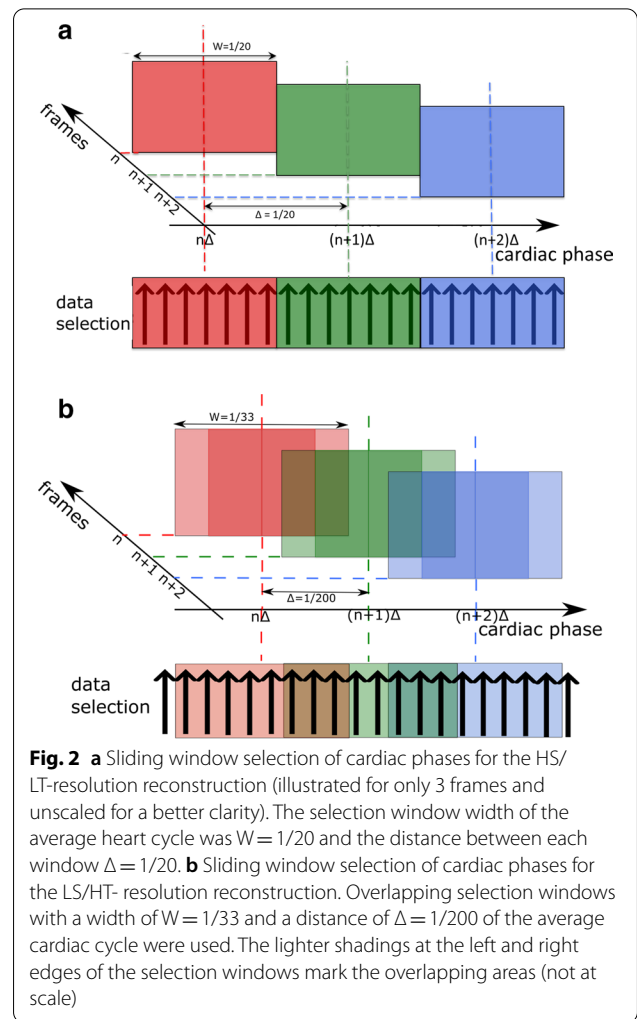 a
W=1/20
frames
n
n+1
n+2
Δ = 1/20
nΔ
(n+1)Δ
(n+2)Δ
cardiac phase
data
selection
b
W=1/33
frames
n
n+1
n+2
Δ=1/200
nΔ
(n+1)Δ
(n+2)Δ
cardiac phase
data
selection
Fig. 2 a Sliding window selection of cardiac phases for the HS/
LT-resolution reconstruction (illustrated for only 3 frames and
unscaled for a better clarity). The selection window width of the
average heart cycle was W = 1/20 and the distance between each
window Δ = 1/20. b Sliding window selection of cardiac phases for
the LS/HT- resolution reconstruction. Overlapping selection windows
with a width of W = 1/33 and a distance of Δ = 1/200 of the average
cardiac cycle were used. The lighter shadings at the left and right
edges of the selection windows mark the overlapping areas (not at
scale)